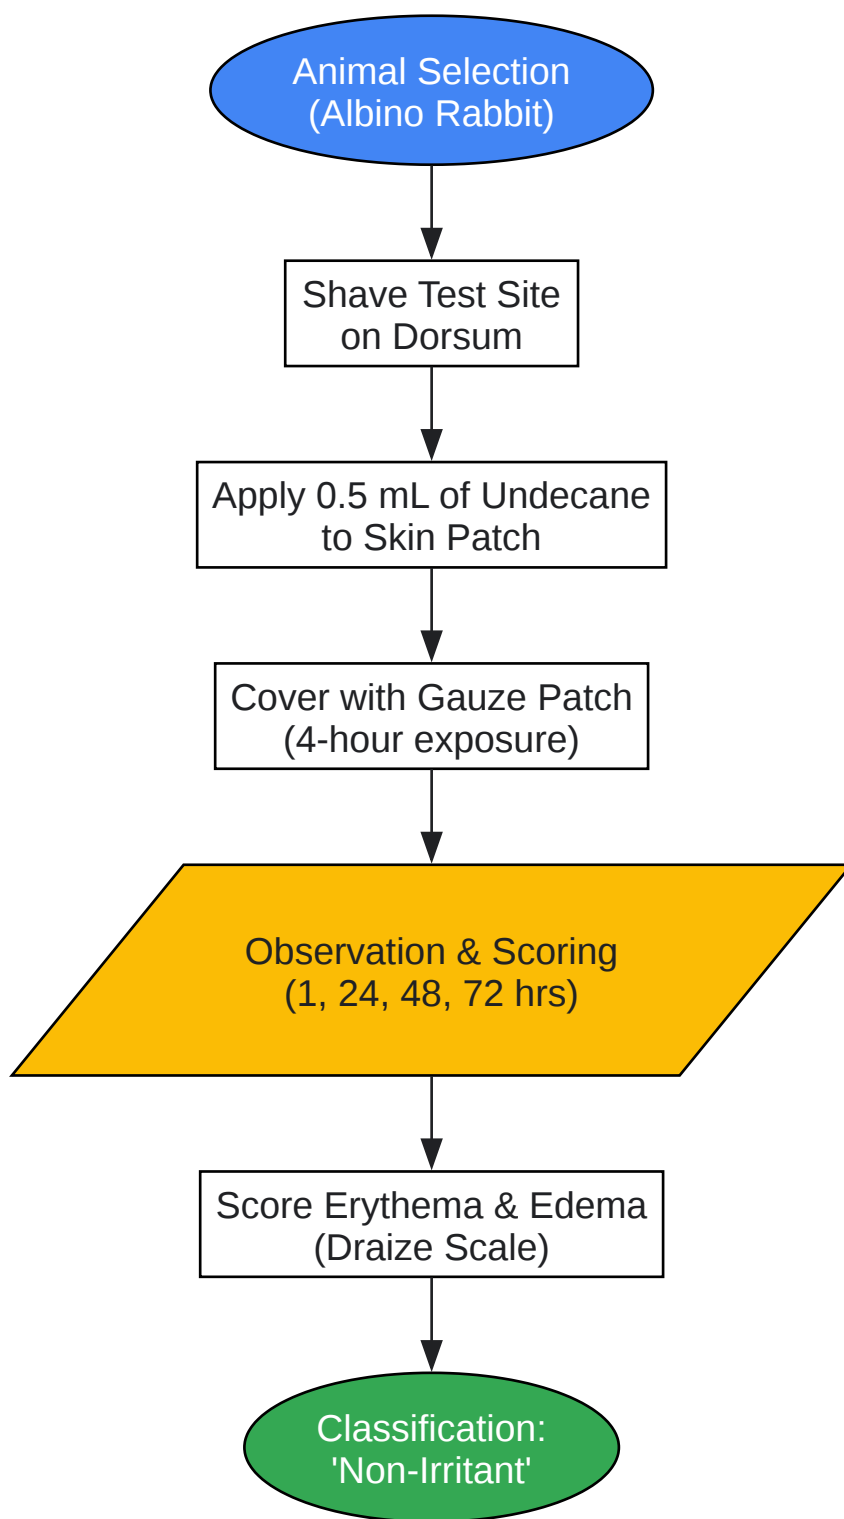 Animal Selection
(Albino Rabbit)
Shave Test Site
on Dorsum
Apply 0.5 mL of Undecane
to Skin Patch
Cover with Gauze Patch
(4-hour exposure)
Observation & Scoring
(1, 24, 48, 72 hrs)
Score Erythema & Edema
(Draize Scale)
Classification:
'Non-Irritant'